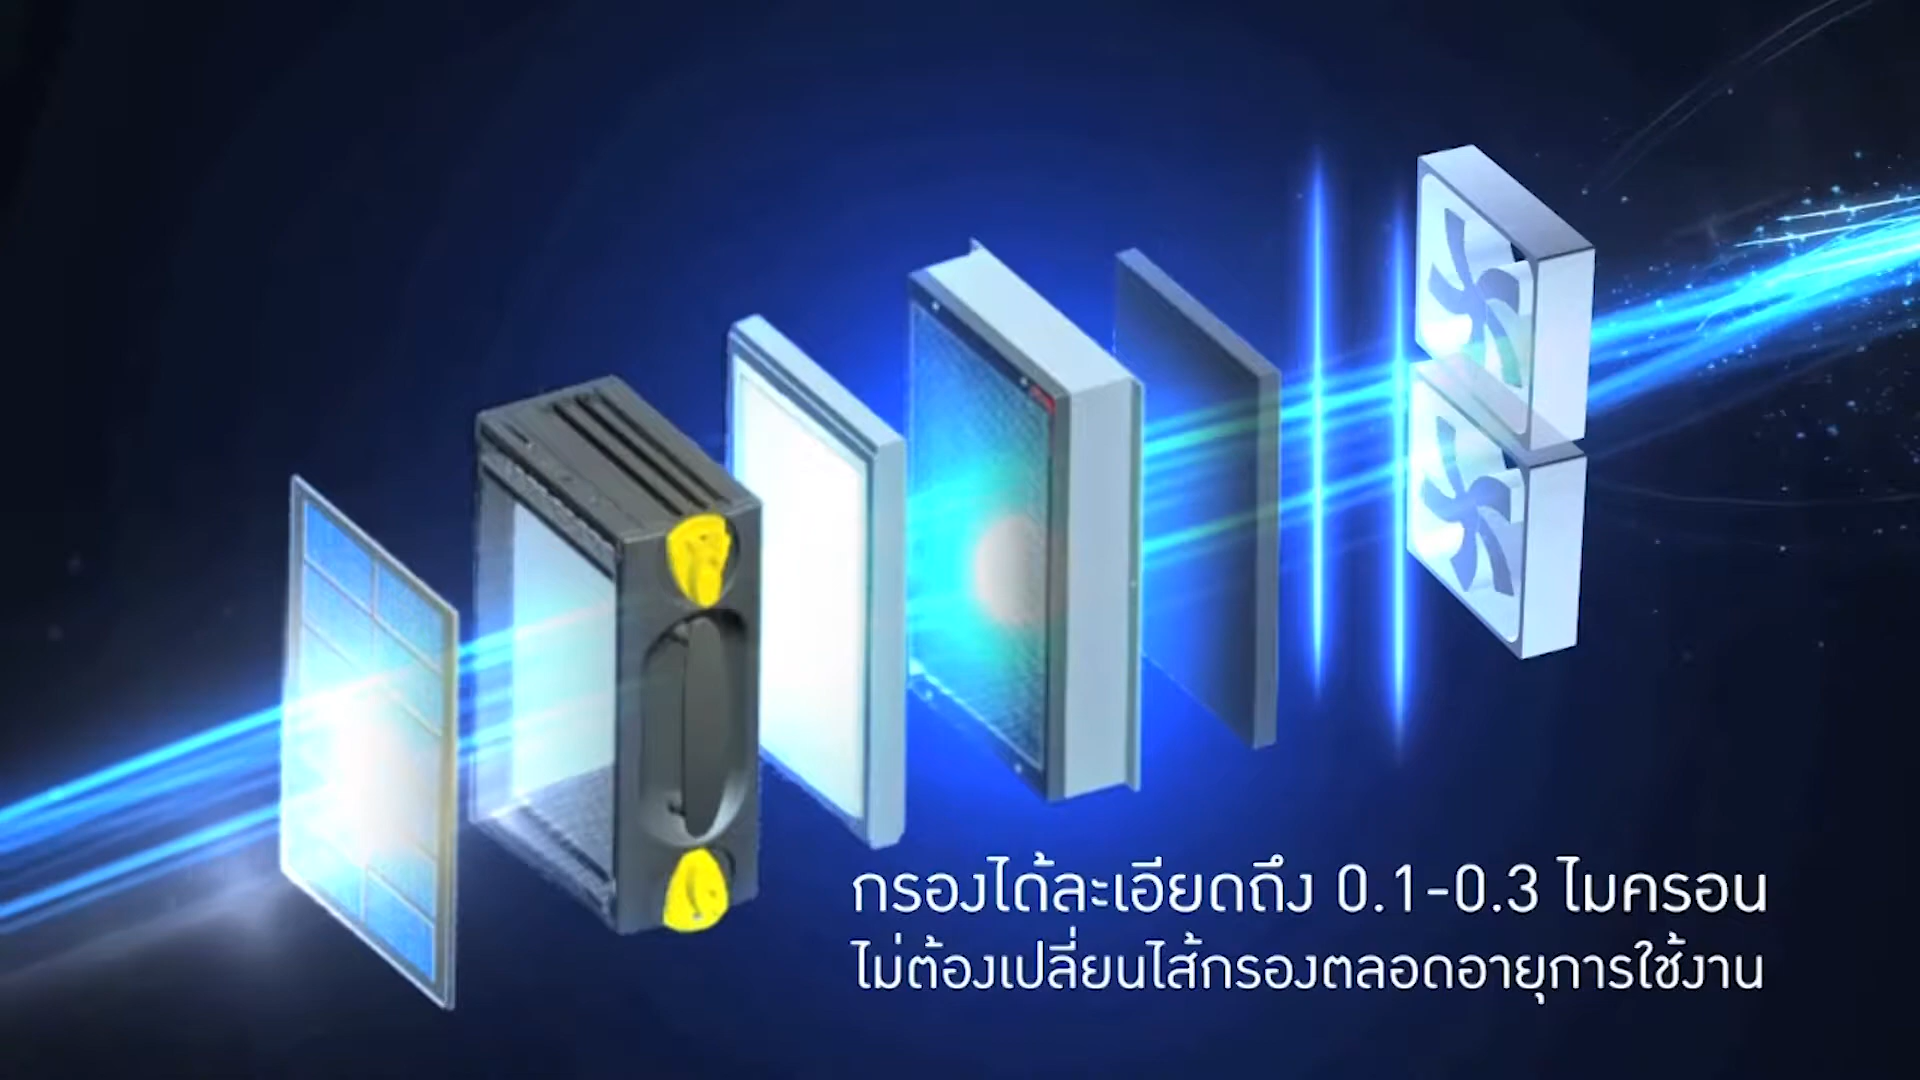 กรองได้ละเอียดถึง 0.1-0.3 ไมครอน
ไม่ต้องเปลี่ยนไส้กรองตลอดอายุการใช้งาน